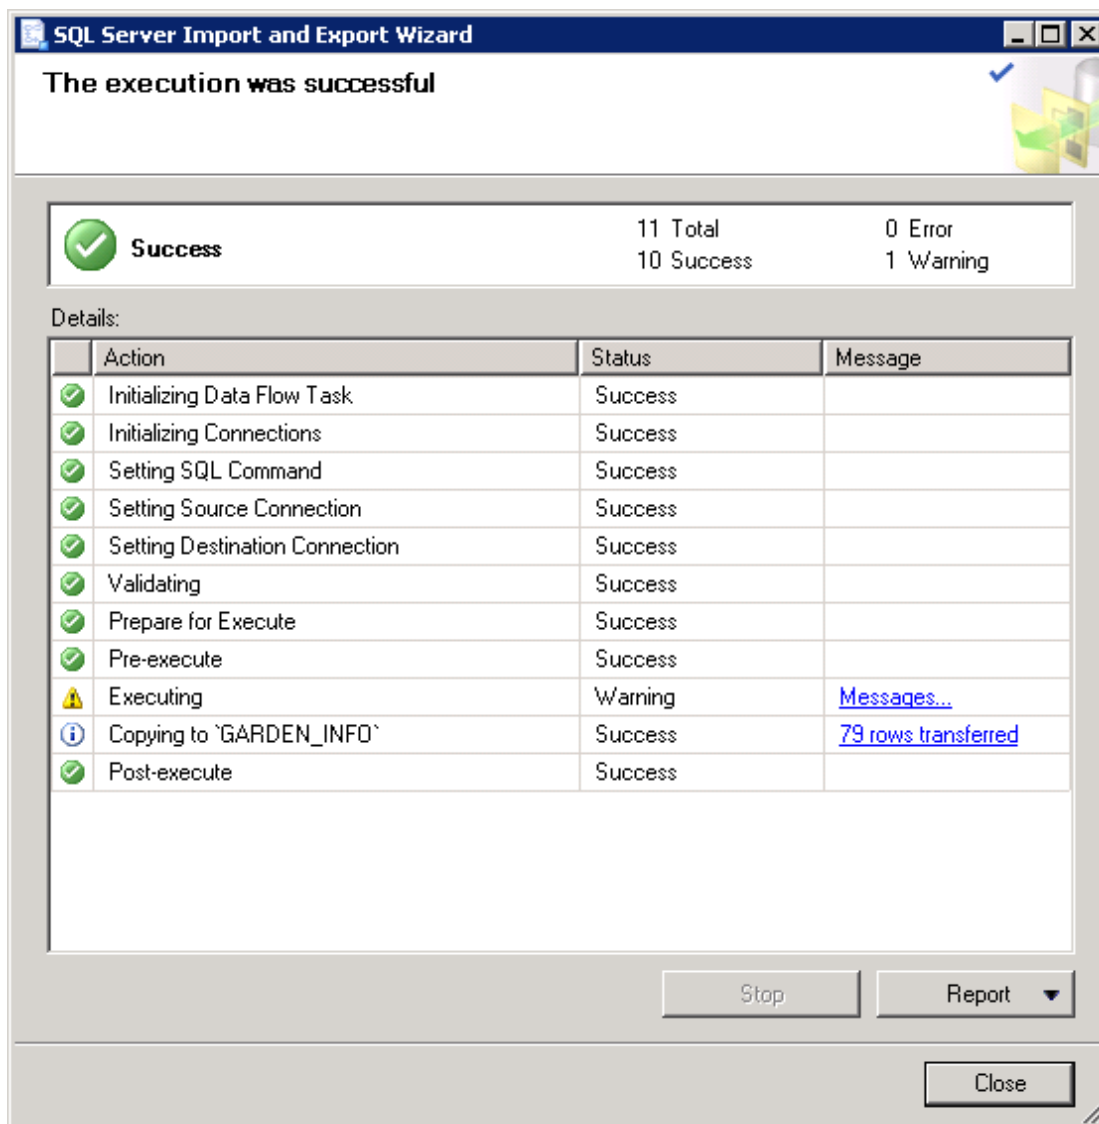 SQL Server Import and Export Wizard
The execution was successful
Success
11 Total 0 Error
10 Success 1 Warning
Details:
Action Status Message
Initializing Data Flow Task Success
Initializing Connections Success
Setting SQL Command Success
Setting Source Connection Success
Setting Destination Connection Success
Validating Success
Prepare for Execute Success
Pre-execute Success
Executing Warning Messages...
Copying to `GARDEN_INFO` Success 79 rows transferred
Post-execute Success
Stop Report
Close